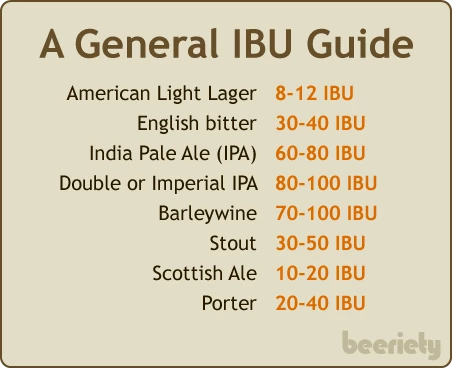 A General IBU Guide
American Light Lager 8-12 IBU
English bitter 30-40 IBU
India Pale Ale (IPA) 60-80 IBU
Double or Imperial IPA 80-100 IBU
Barleywine 70-100 IBU
Stout 30-50 IBU
Scottish Ale 10-20 IBU
Porter 20-40 IBU
beeriety